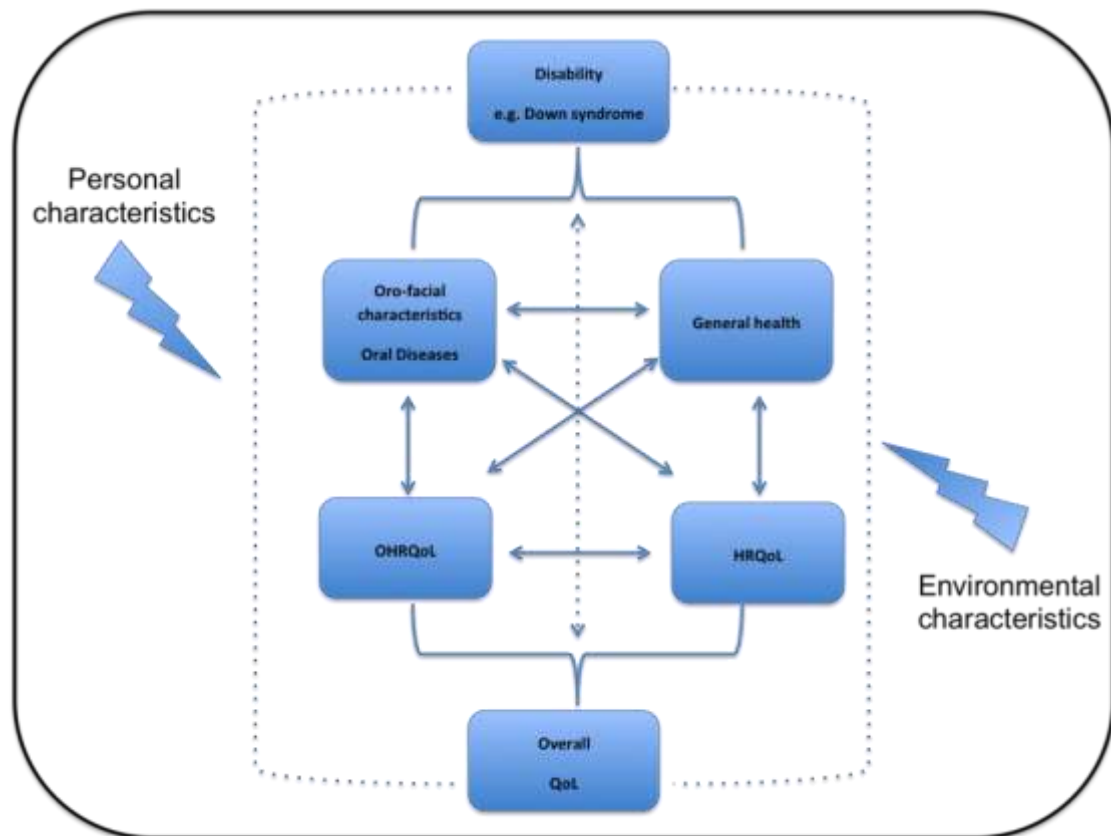 Disability
e.g. Down syndrome
Personal
characteristics
Oro-facial
characteristics
Oral Diseases
General health
OHRQoL
HRQoL
Environmental
characteristics
Overall
QoL